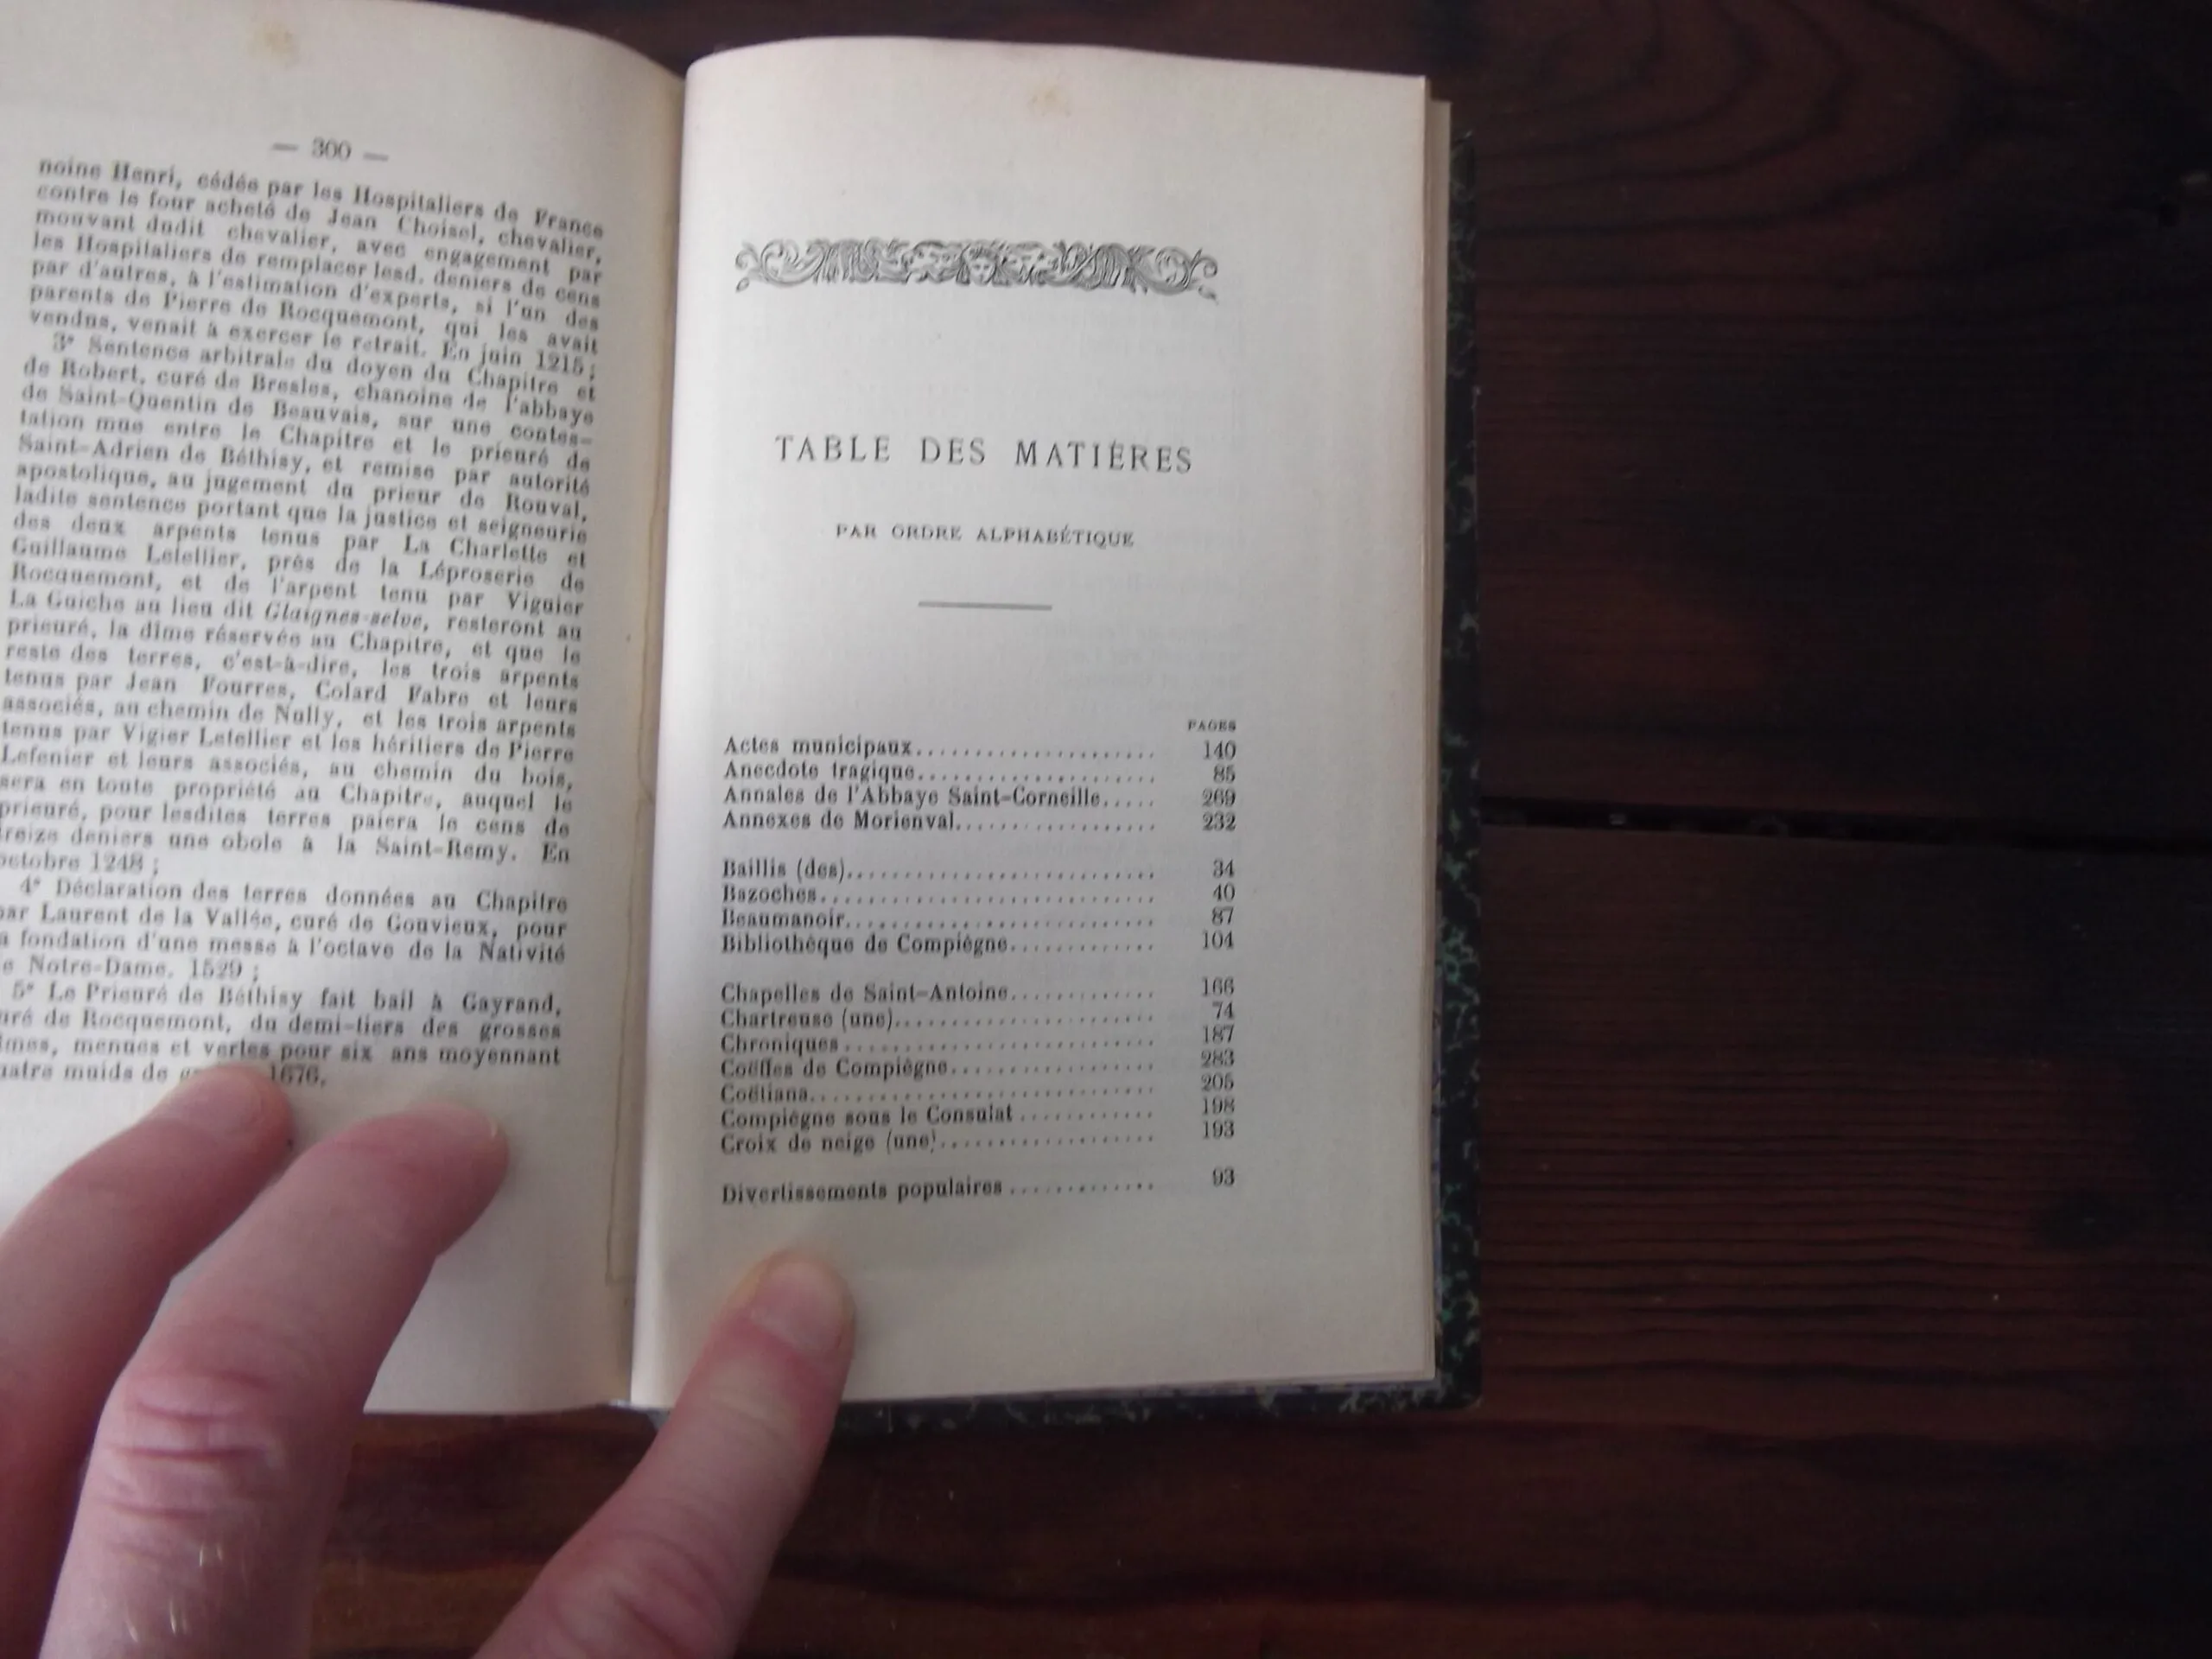 — 300 —
noine Henri, cédée par les Hospitaliers de France
contre le four acheté de Jean Choisel, chevalier,
mouvant dudit chevalier, avec engagement par
les Hospitaliers de remplacer lesd. deniers de cens
par d'autres, à l'estimation d'experts, si l'un des
parents de Pierre de Rocquemont, qui les avait
vendus, venait à exercer le retrait. En juin 1215 ;
3° Sentence arbitrale du doyen du Chapitre et
de Robert, curé de Bresles, chanoine de l'abbaye
de Saint-Quentin de Beauvais, sur une contes-
tation mue entre le Chapitre et le prieuré de
Saint-Adrien de Béthisy, et remise par autorité
apostolique, au jugement du prieur de Rouval,
ladite sentence portant que la justice et seigneurie
des deux arpents tenus par La Charlette et
Guillaume Letellier, près de la Léproserie de
Rocquemont, et de l'arpent tenu par Viguier
La Guiche au lieu dit Glaignes-selve, resteront au
prieuré, la dîme réservée au Chapitre, et que le
reste des terres, c'est-à-dire, les trois arpents
tenus par Jean Fourres, Colard Fabre et leurs
associés, au chemin de Nully, et les trois arpents
tenus par Vigier Letellier et les héritiers de Pierre
Lefenier et leurs associés, au chemin du bois,
sera en toute propriété au Chapitre, auquel le
prieuré, pour lesdites terres paiera le cens de
treize deniers une obole à la Saint-Remy. En
octobre 1248 ;
4° Déclaration des terres données au Chapitre
par Laurent de la Vallée, curé de Gouvieux, pour
la fondation d'une messe à l'octave de la Nativité
de Notre-Dame. 1529 ;
5° Le Prieuré de Béthisy fait bail à Gayrand,
curé de Rocquemont, du demi-tiers des grosses
dîmes, menues et vertes pour six ans moyennant
quatre muids de 1676.
TABLE DES MATIÈRES
PAR ORDRE ALPHABÉTIQUE
PAGES
Actes municipaux...................... 140
Anecdote tragique...................... 85
Annales de l'Abbaye Saint-Corneille..... 269
Annexes de Morienval.................. 232
Baillis (des)............................ 34
Bazoches............................... 40
Beaumanoir............................. 87
Bibliothèque de Compiègne............. 104
Chapelles de Saint-Antoine............. 166
Chartreuse (une)........................ 74
Chroniques............................ 187
Coëffes de Compiègne................... 283
Coëtiana................................ 205
Compiègne sous le Consulat............ 198
Croix de neige (une).................... 193
Divertissements populaires............. 93